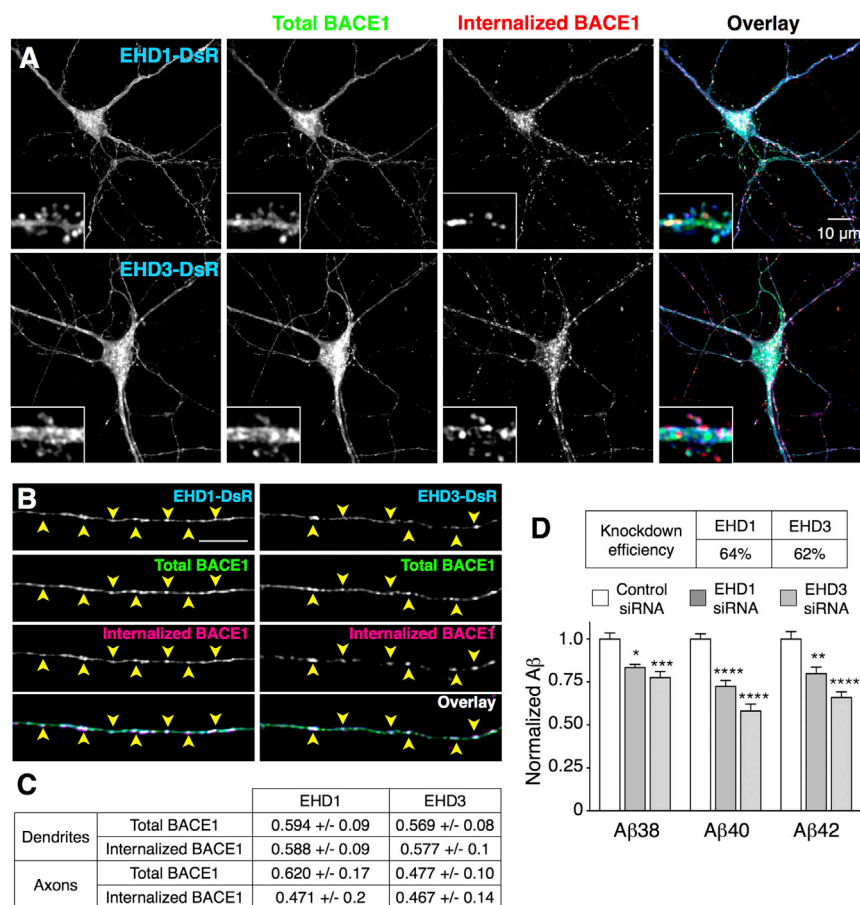 Total BACE1 Internalized BACE1 Overlay
A
EHD1-DsR
10 µm
EHD3-DsR
B
EHD1-DsR EHD3-DsR
Total BACE1 Total BACE1
Internalized BACE1 Internalized BACE1
Overlay
C
EHD1 EHD3
Dendrites Total BACE1 0.594 +/- 0.09 0.569 +/- 0.08
Internalized BACE1 0.588 +/- 0.09 0.577 +/- 0.1
Axons Total BACE1 0.620 +/- 0.17 0.477 +/- 0.10
Internalized BACE1 0.471 +/- 0.2 0.467 +/- 0.14
D
Knockdown efficiency EHD1 EHD3
64% 62%
Control siRNA EHD1 siRNA EHD3 siRNA
Normalized Aβ
1.0
0.75
0.50
0.25
0
* *** **** **** ** ****
Aβ38 Aβ40 Aβ42